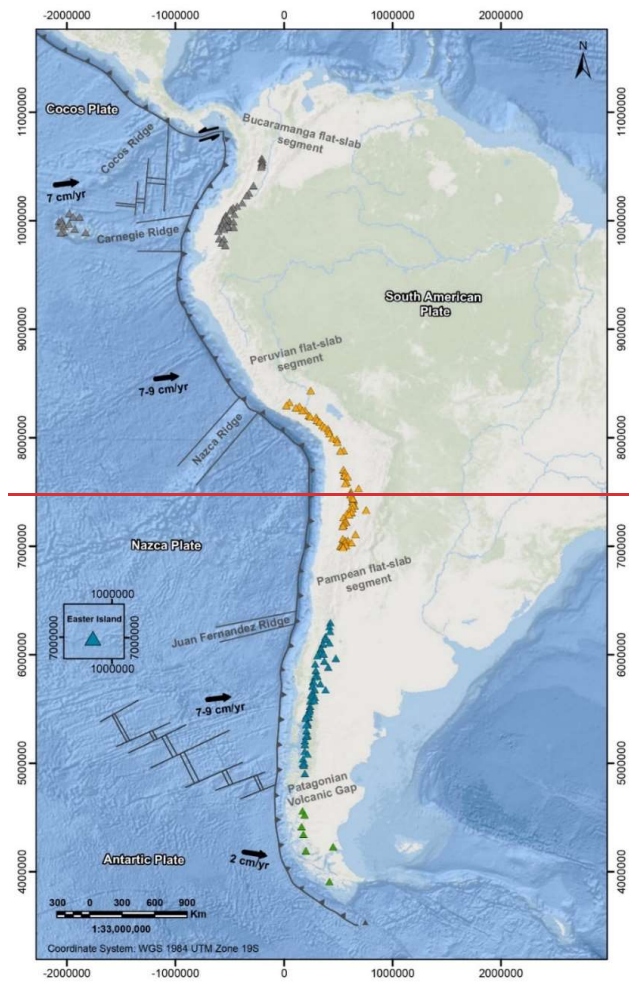 -2000000
-1000000
0
1000000
2000000
N
11000000
10000000
9000000
8000000
7000000
6000000
5000000
4000000
Cocos Plate
Cocos Ridge
Bucaramanga flat-slab
segment
7 cm/yr
Carnegie Ridge
South American
Plate
Peruvian flat-slab
segment
7-9 cm/yr
Nazca Ridge
Nazca Plate
Pampean flat-slab
segment
1000000
Easter Island
7000000
7000000
1000000
Juan Fernandez Ridge
7-9 cm/yr
Patagonian
Volcanic Gap
Antartic Plate
2 cm/yr
300
0
300
600
900
Km
1:33,000,000
Coordinate System: WGS 1984 UTM Zone 19S
11000000
10000000
9000000
8000000
7000000
6000000
5000000
4000000
-2000000
-1000000
0
1000000
2000000